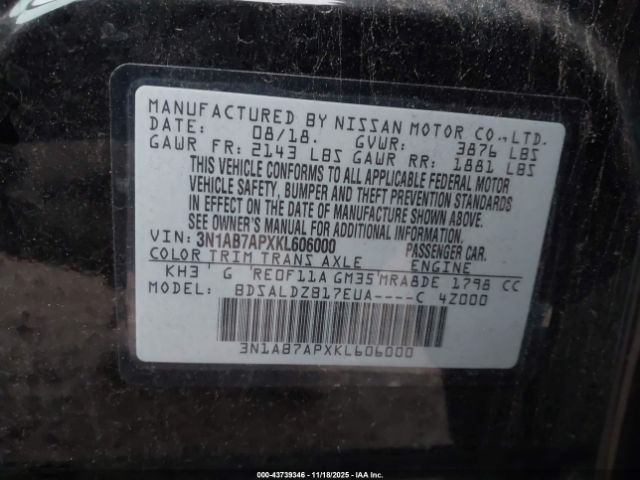 MANUFACTURED BY NISSAN MOTOR CO., LTD.
DATE: 08/18. GVWR: 3876 LBS
GAWR FR: 2143 LBS GAWR RR: 1881 LBS
THIS VEHICLE CONFORMS TO ALL APPLICABLE FEDERAL MOTOR
VEHICLE SAFETY, BUMPER AND THEFT PREVENTION STANDARDS
IN EFFECT ON THE DATE OF MANUFACTURE SHOWN ABOVE.
SEE OWNER'S MANUAL FOR ADDITIONAL INFORMATION
VIN: 3N1AB7APXKL606000 PASSENGER CAR.
COLOR TRIM TRANS AXLE ENGINE
KH3 G RE0F11A GM35 MRA8DE 1798 CC
MODEL: BDSALDZB17EUA----C 4Z000
3N1AB7APXKL606000
000-43739346 - 11/18/2025 - IAA, Inc.